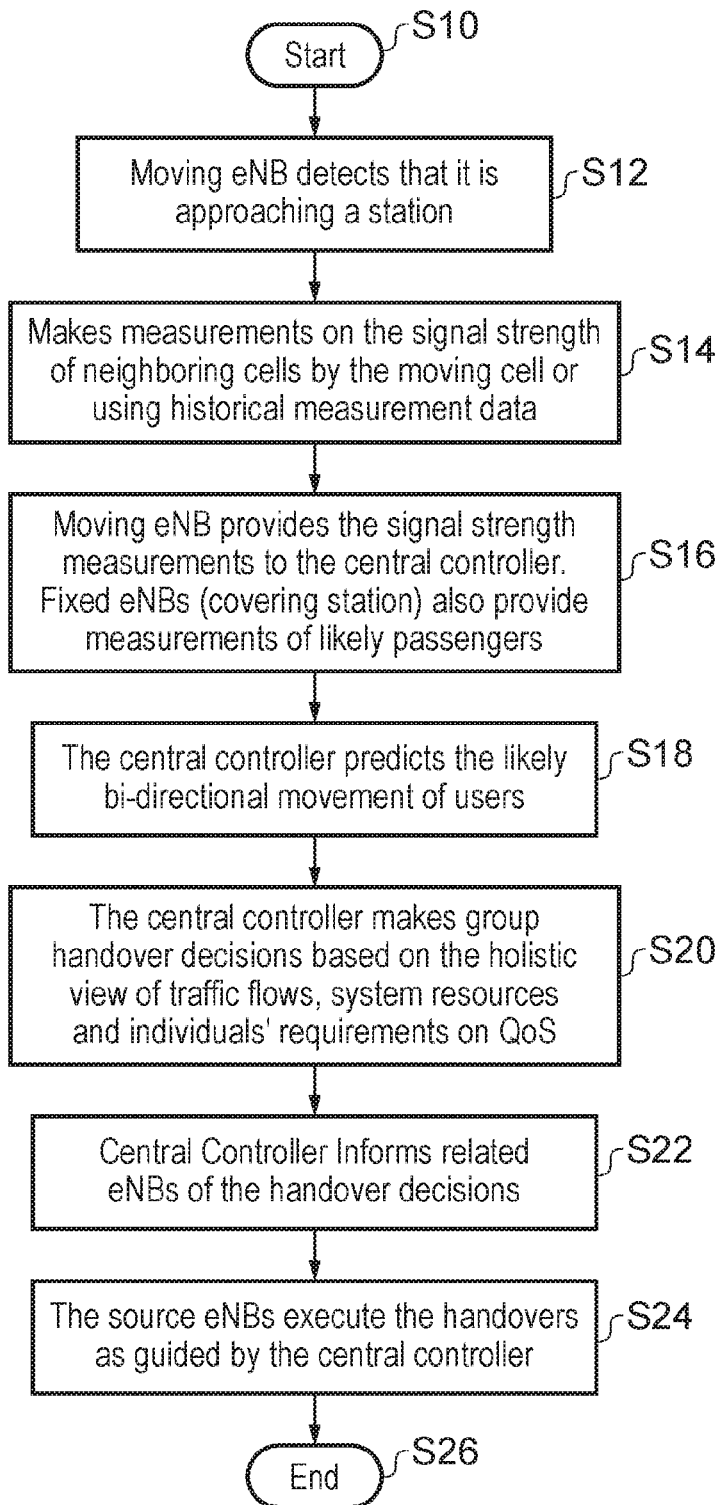 Start
S10
Moving eNB detects that it is
approaching a station
S12
Makes measurements on the signal strength
of neighboring cells by the moving cell or
using historical measurement data
S14
Moving eNB provides the signal strength
measurements to the central controller.
Fixed eNBs (covering station) also provide
measurements of likely passengers
S16
The central controller predicts the likely
bi-directional movement of users
S18
The central controller makes group
handover decisions based on the holistic
view of traffic flows, system resources
and individuals' requirements on QoS
S20
Central Controller Informs related
eNBs of the handover decisions
S22
The source eNBs execute the handovers
as guided by the central controller
S24
End
S26